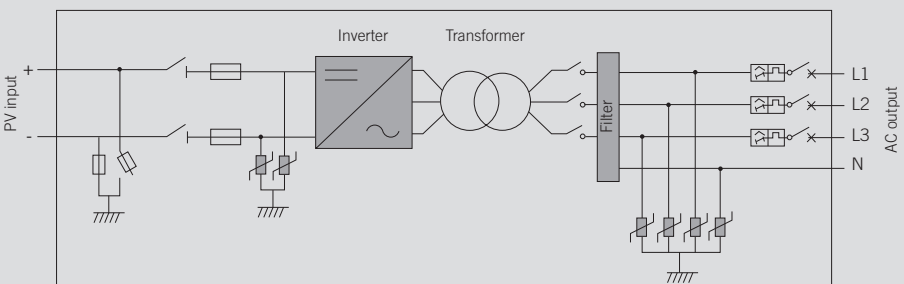 Inverter
Transformer
PV input
+
-
Filter
L1
L2
L3
N
AC output